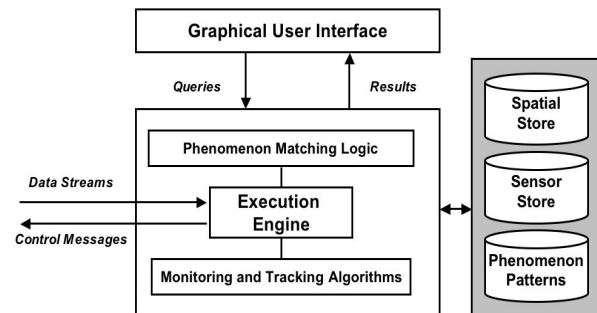 Graphical User Interface
Queries
Results
Phenomenon Matching Logic
Data Streams
Execution
Engine
Control Messages
Monitoring and Tracking Algorithms
Spatial
Store
Sensor
Store
Phenomenon
Patterns